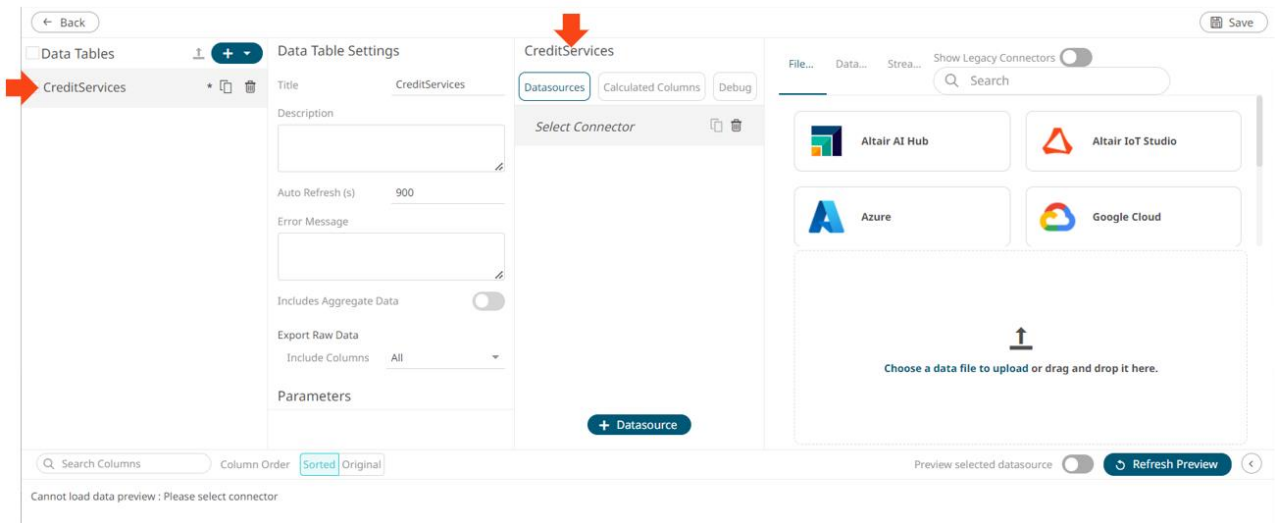 ← Back
Save
Data Tables
+
Data Table Settings
CreditServices
File...
Data...
Strea...
Show Legacy Connectors
Search
CreditServices
*
Title
CreditServices
Datasources
Calculated Columns
Debug
Description
Select Connector
Altair AI Hub
Altair IoT Studio
Auto Refresh (s)
900
Error Message
Azure
Google Cloud
Includes Aggregate Data
Export Raw Data
Include Columns
All
Choose a data file to upload or drag and drop it here.
Parameters
+ Datasource
Search Columns
Column Order
Sorted
Original
Preview selected datasource
Refresh Preview
Cannot load data preview : Please select connector